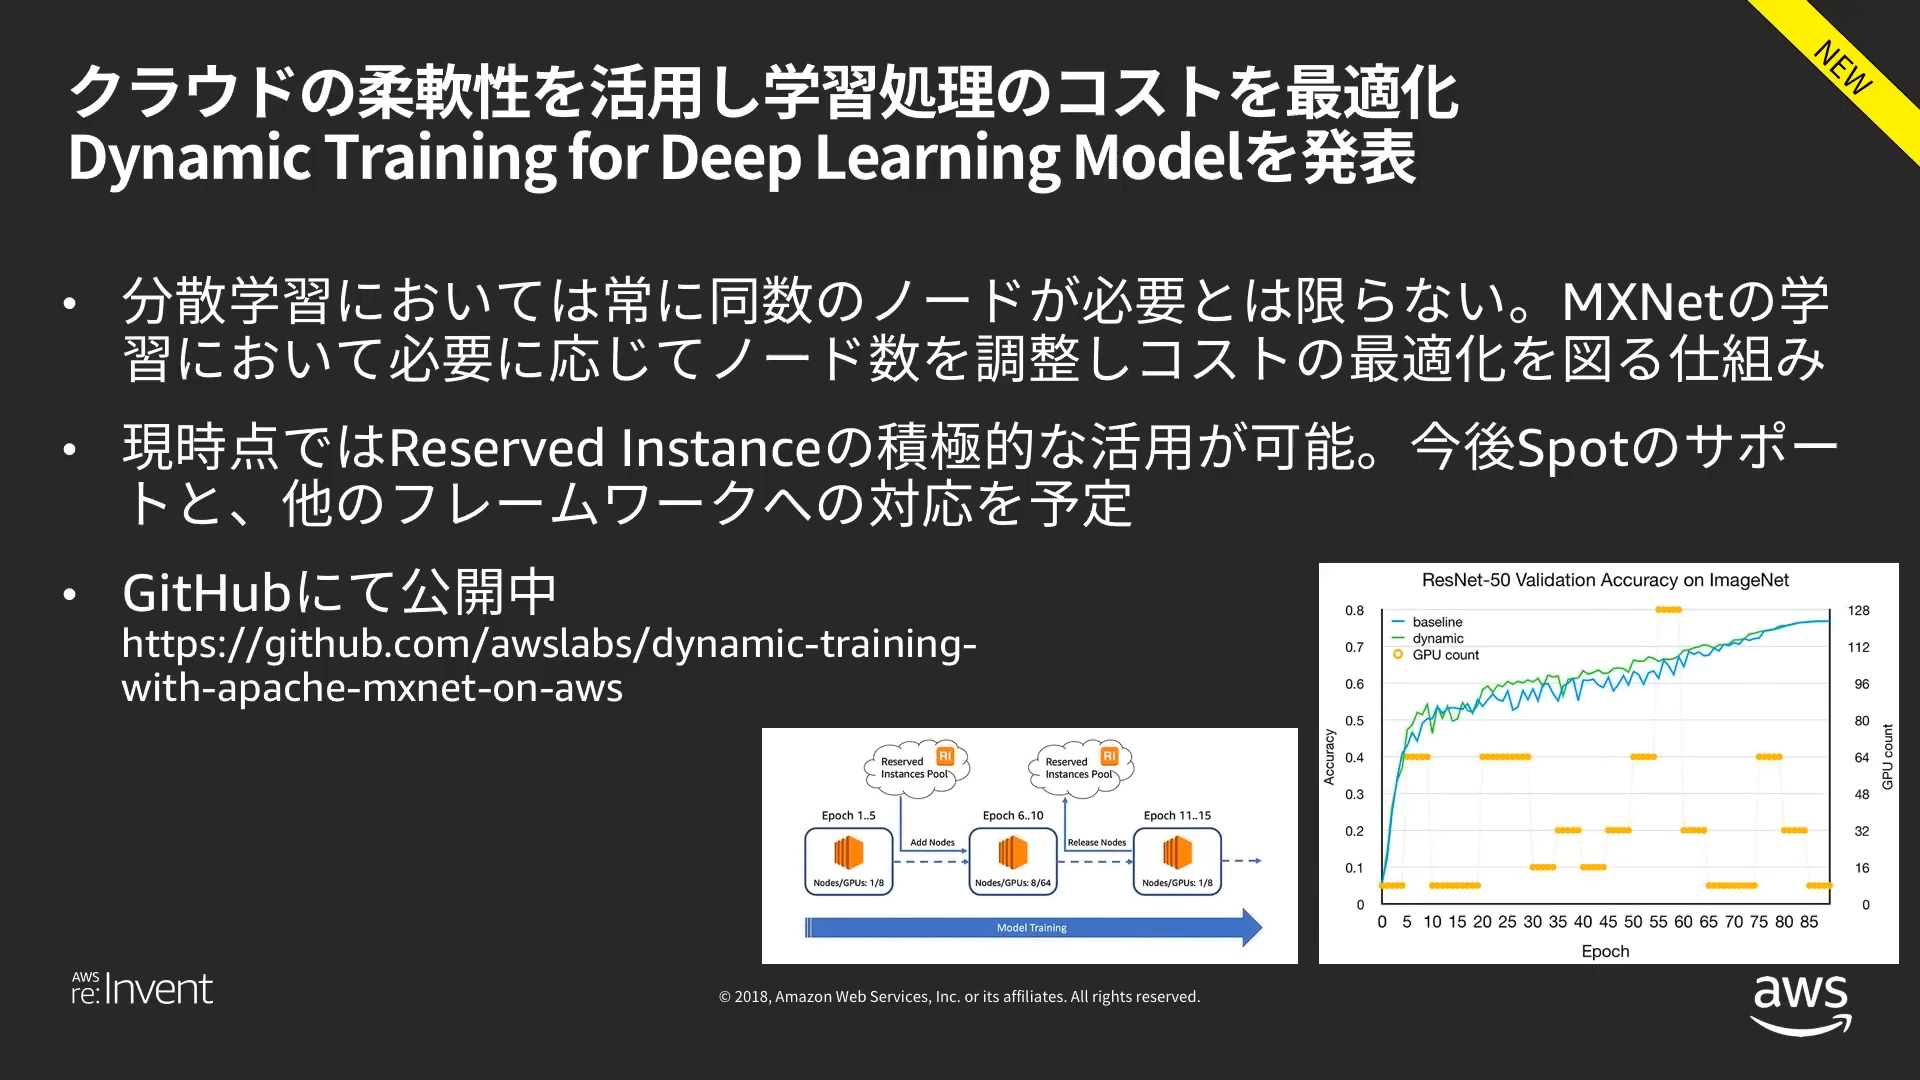 NEW
クラウドの柔軟性を活用し学習処理のコストを最適化
Dynamic Training for Deep Learning Modelを発表
• 分散学習においては常に同数のノードが必要とは限らない。MXNetの学
習において必要に応じてノード数を調整しコストの最適化を図る仕組み
• 現時点ではReserved Instanceの積極的な活用が可能。今後Spotのサポー
トと、他のフレームワークへの対応を予定
• GitHubにて公開中
https://github.com/awslabs/dynamic-training-
with-apache-mxnet-on-aws
Reserved
Instances Pool
RI
Reserved
Instances Pool
RI
Epoch 1..5
Epoch 6..10
Epoch 11..15
Add Nodes
Release Nodes
Nodes/GPUs: 1/8
Nodes/GPUs: 8/64
Nodes/GPUs: 1/8
Model Training
ResNet-50 Validation Accuracy on ImageNet
baseline
dynamic
GPU count
Accuracy
0.8
0.7
0.6
0.5
0.4
0.3
0.2
0.1
0
128
112
96
80
64
48
32
16
0
GPU count
0 5 10 15 20 25 30 35 40 45 50 55 60 65 70 75 80 85
Epoch
AWS
re:Invent
© 2018, Amazon Web Services, Inc. or its affiliates. All rights reserved.
aws